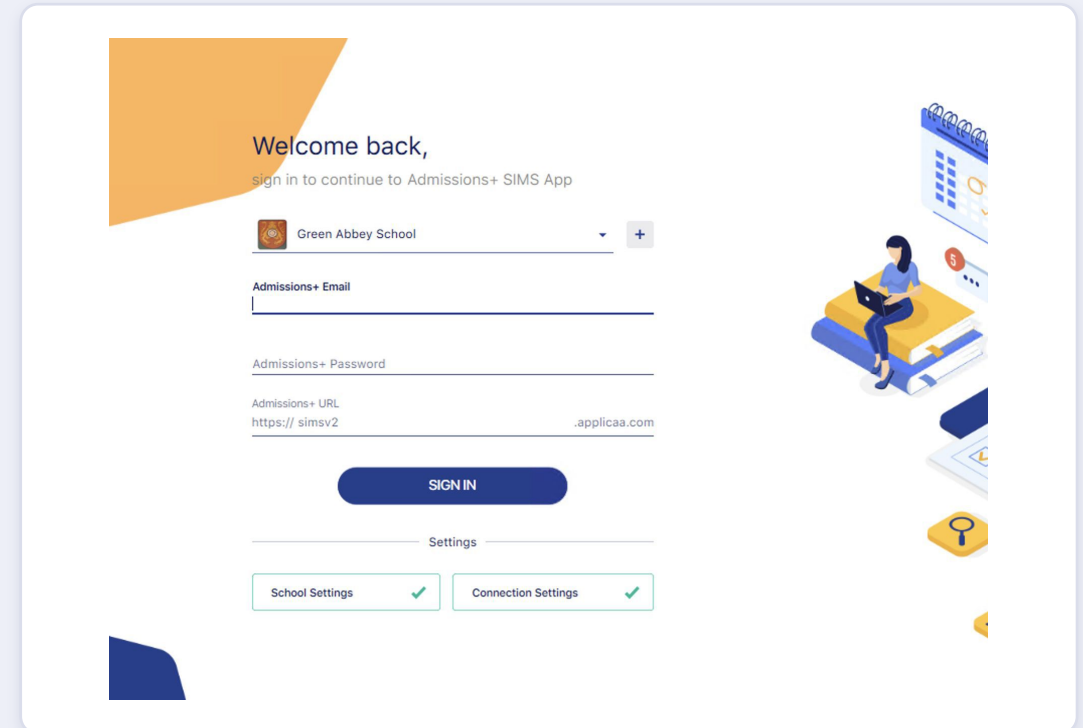 Welcome back,
sign in to continue to Admissions+ SIMS App
Green Abbey School +
Admissions+ Email
Admissions+ Password
Admissions+ URL
https:// simsv2 .applicaa.com
SIGN IN
Settings
School Settings Connection Settings
5